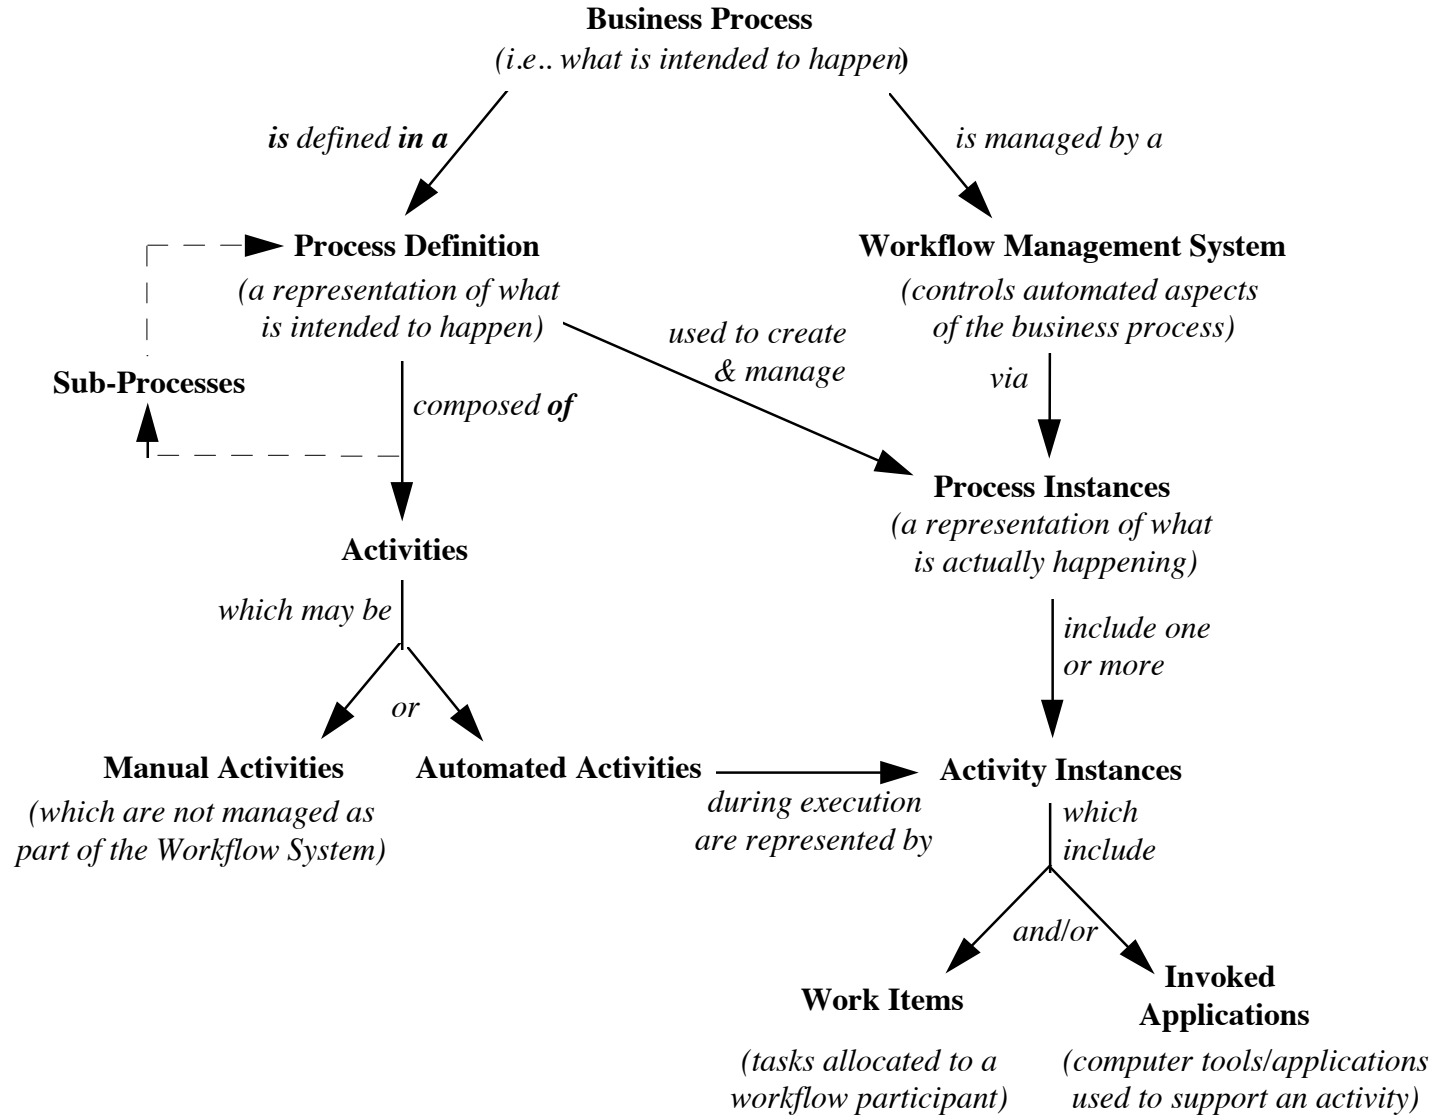 Business Process
(i.e.. what is intended to happen)
is defined in a
is managed by a
Process Definition
(a representation of what
is intended to happen)
Workflow Management System
(controls automated aspects
of the business process)
used to create
& manage
via
Sub-Processes
composed of
Process Instances
(a representation of what
is actually happening)
Activities
which may be
include one
or more
or
Manual Activities
(which are not managed as
part of the Workflow System)
Automated Activities
during execution
are represented by
Activity Instances
which
include
and/or
Work Items
(tasks allocated to a
workflow participant)
Invoked
Applications
(computer tools/applications
used to support an activity)